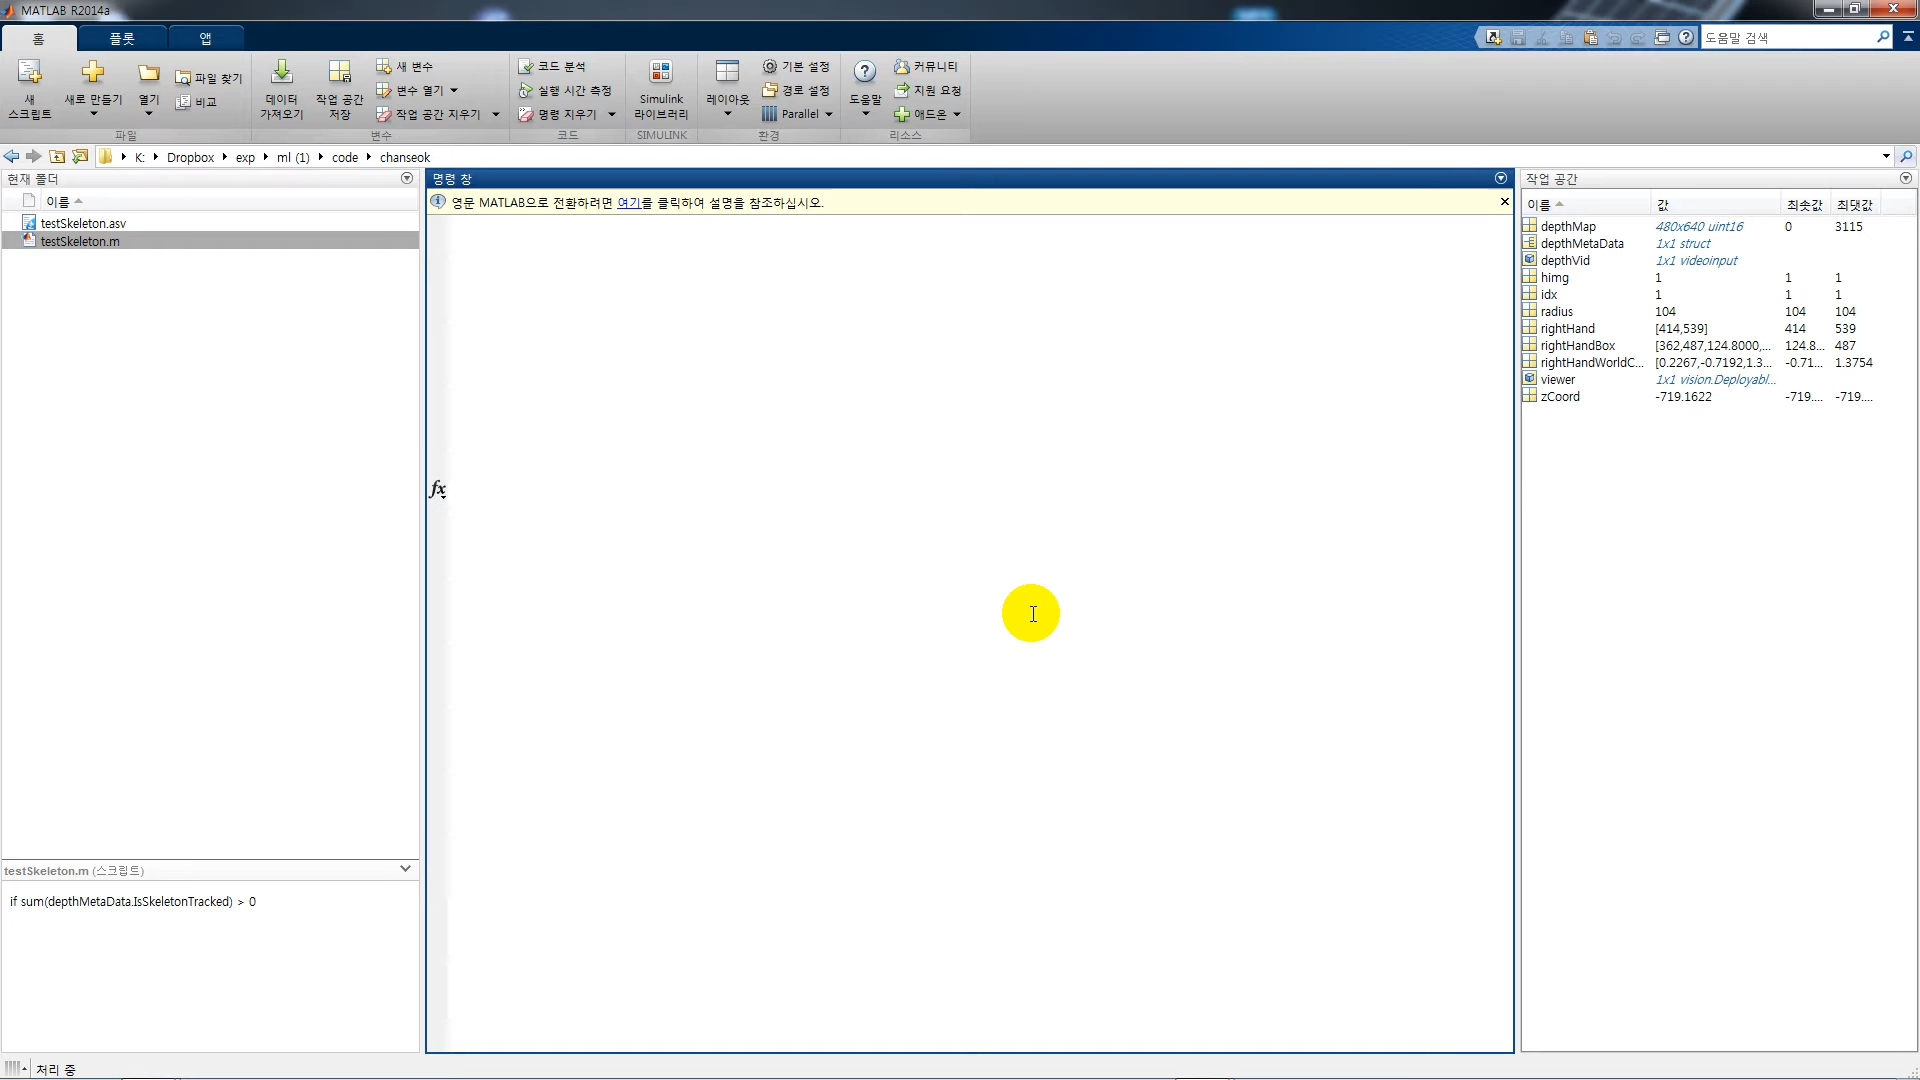 MATLAB R2014a
홈 플롯 앱
도움말 검색
새 스크립트
새로 만들기
열기
파일 찾기
비교
파일
데이터 가져오기
작업 공간 저장
새 변수
변수 열기
작업 공간 지우기
변수
코드 분석
실행 시간 측정
명령 지우기
코드
Simulink 라이브러리
SIMULINK
레이아웃
기본 설정
경로 설정
Parallel
환경
도움말
커뮤니티
지원 요청
애드온
리소스
K: Dropbox exp ml (1) code chanseok
현재 폴더
이름
testSkeleton.asv
testSkeleton.m
testSkeleton.m (스크립트)
if sum(depthMetaData.IsSkeletonTracked) > 0
처리 중
명령 창
영문 MATLAB으로 전환하려면 여기를 클릭하여 설명을 참조하십시오.
fx
작업 공간
이름 값 최솟값 최댓값
depthMap 480x640 uint16 0 3115
depthMetaData 1x1 struct
depthVid 1x1 videoinput
himg 1 1 1
idx 1 1 1
radius 104 104 104
rightHand [414,539] 414 539
rightHandBox [362,487,124.8000,... 124.8... 487
rightHandWorldC... [0.2267,-0.7192,1.3... -0.71... 1.3754
viewer 1x1 vision.Deployabl...
zCoord -719.1622 -719.... -719....